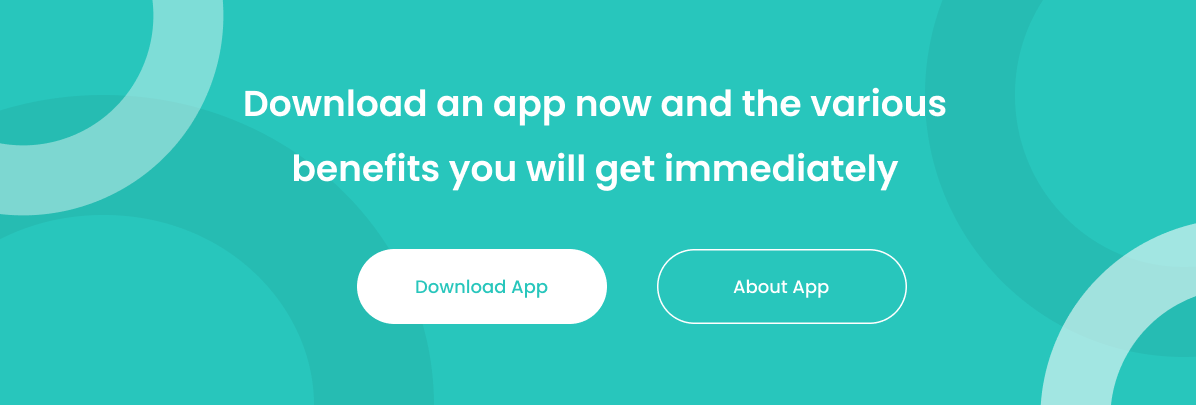 Download an app now and the various
benefits you will get immediately
Download App
About App